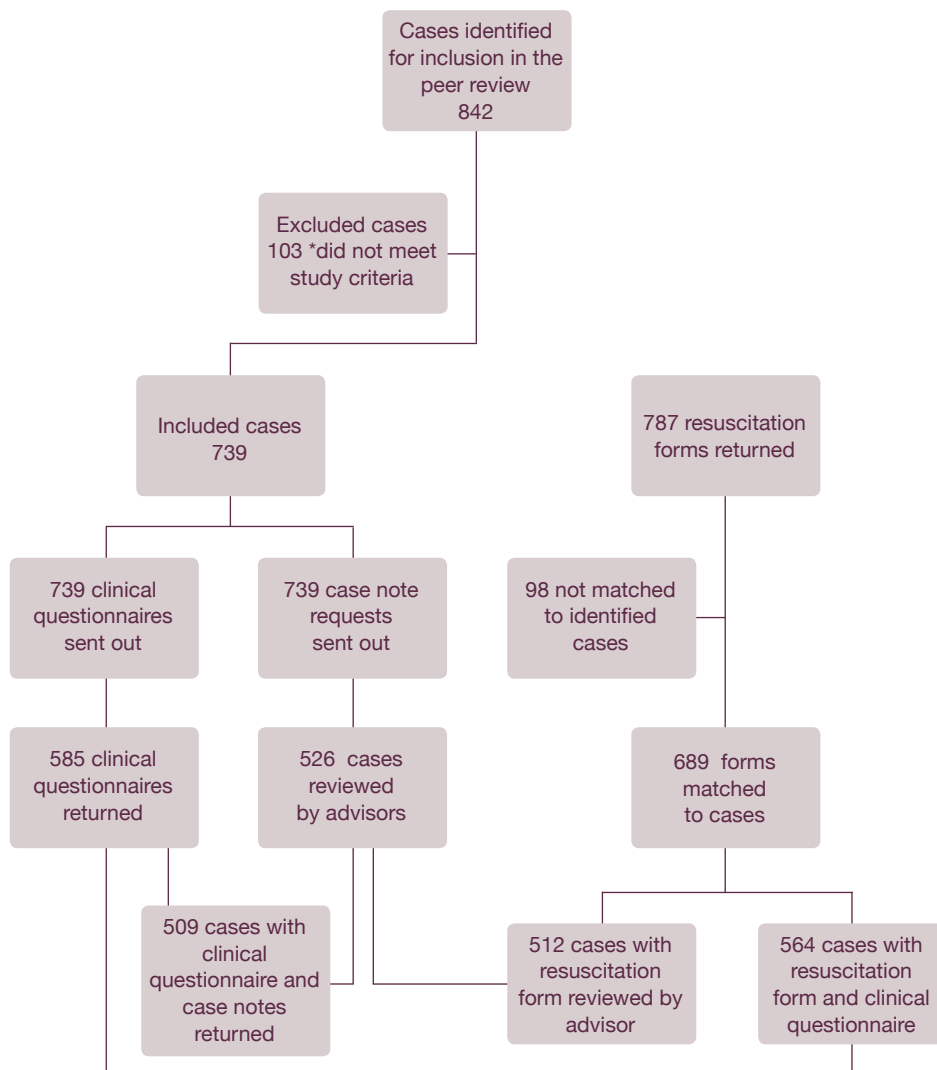 Cases identified
for inclusion in the
peer review
842
Excluded cases
103 *did not meet
study criteria
Included cases
739
787 resuscitation
forms returned
739 clinical
questionnaires
sent out
739 case note
requests
sent out
98 not matched
to identified
cases
585 clinical
questionnaires
returned
526 cases
reviewed
by advisors
689 forms
matched
to cases
509 cases with
clinical
questionnaire and
case notes
returned
512 cases with
resuscitation
form reviewed by
advisor
564 cases with
resuscitation
form and clinical
questionnaire